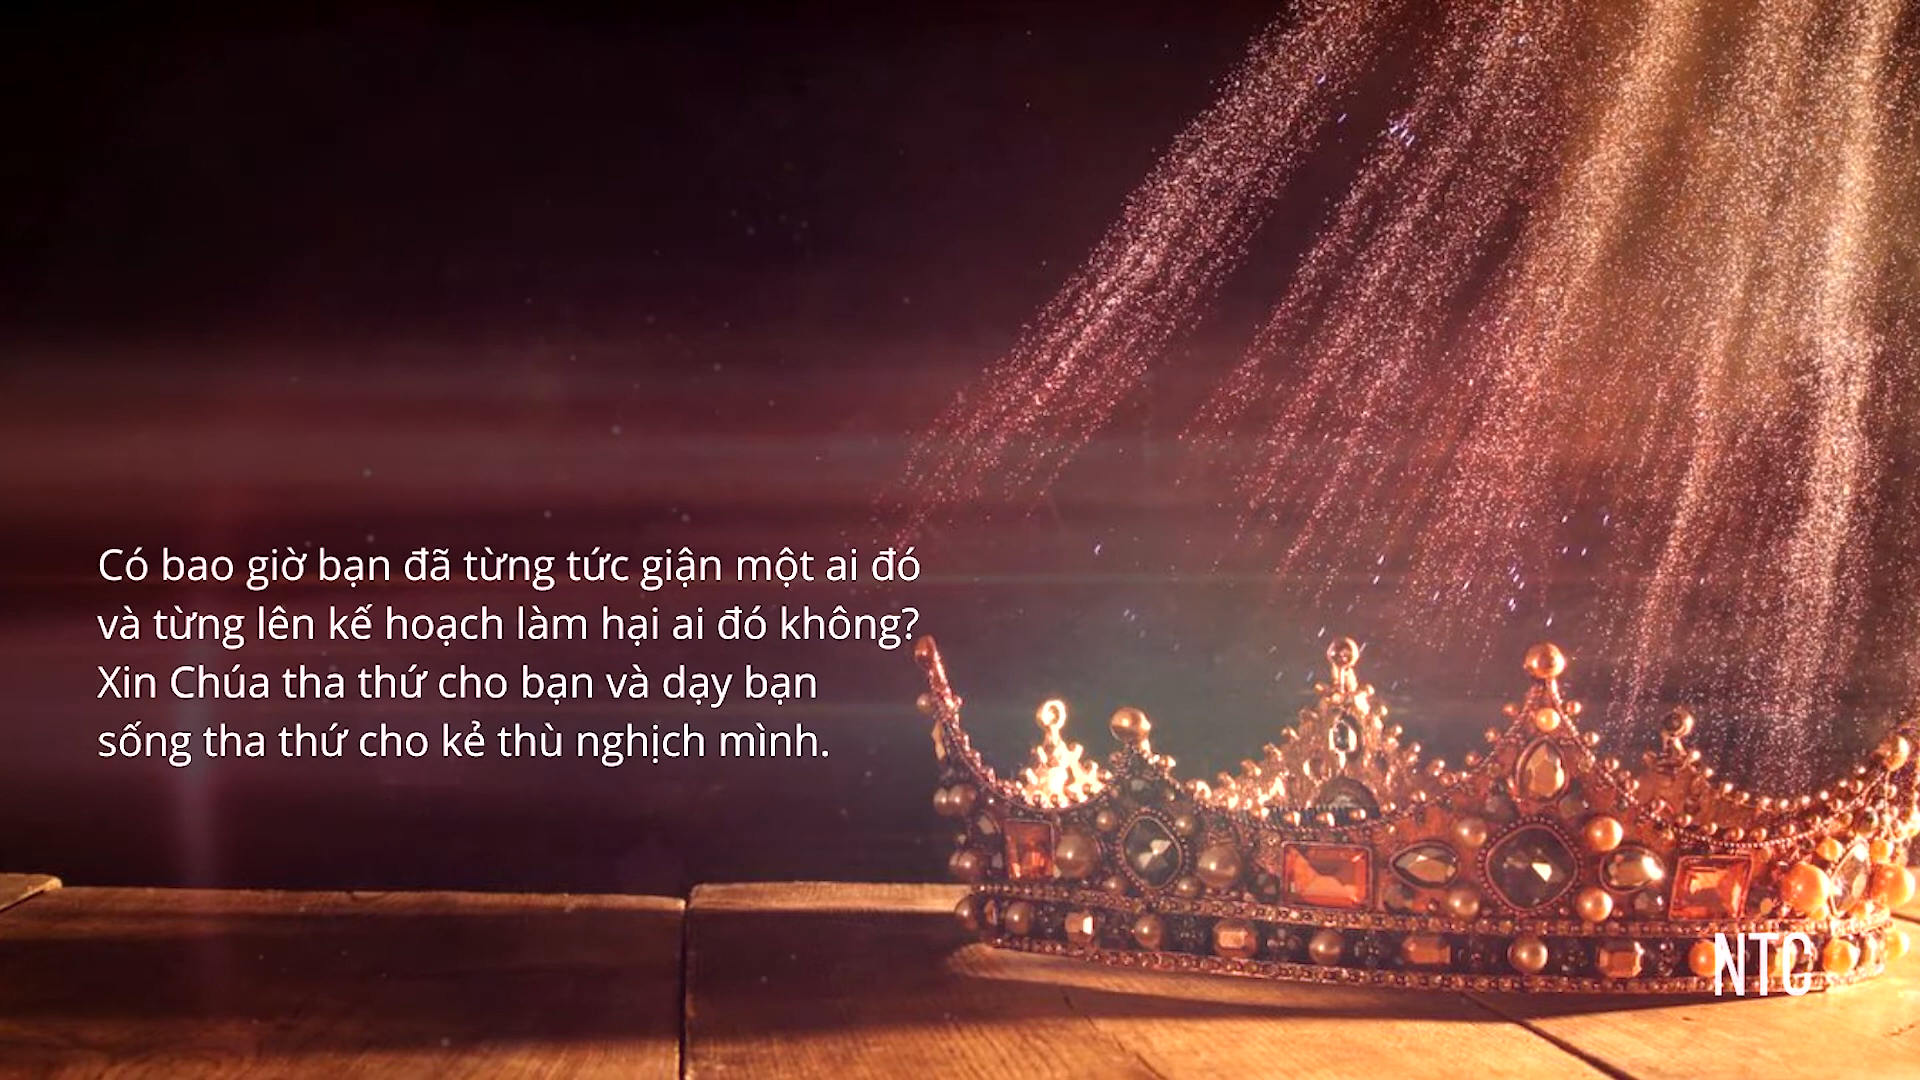 Có bao giờ bạn đã từng tức giận một ai đó
và từng lên kế hoạch làm hại ai đó không?
Xin Chúa tha thứ cho bạn và dạy bạn
sống tha thứ cho kẻ thù nghịch mình.
NTC